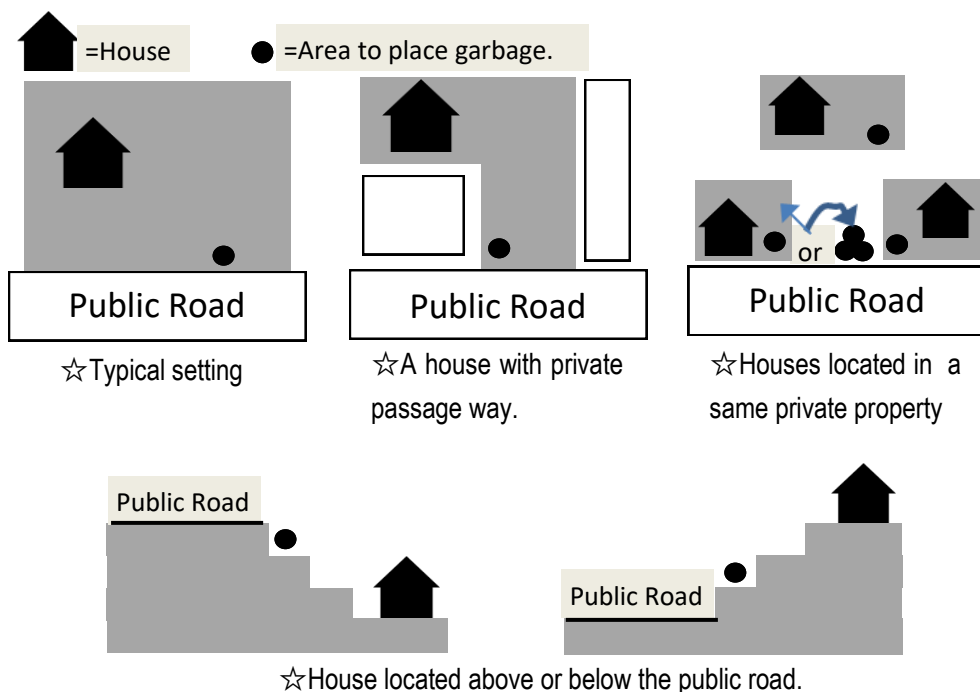 =House
=Area to place garbage.
or
Public Road
Public Road
Public Road
☆Typical setting
☆A house with private
passage way.
☆Houses located in a
same private property
Public Road
Public Road
☆House located above or below the public road.